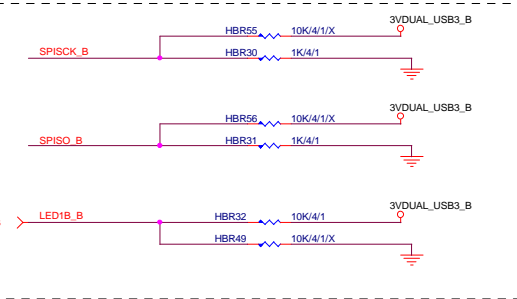 3VDUAL_USB3_B
HBR55 10K/4/1/X
SPISCK_B HBR30 1K/4/1
3VDUAL_USB3_B
HBR56 10K/4/1/X
SPISO_B HBR31 1K/4/1
3VDUAL_USB3_B
LED1B_B HBR32 10K/4/1
HBR49 10K/4/1/X